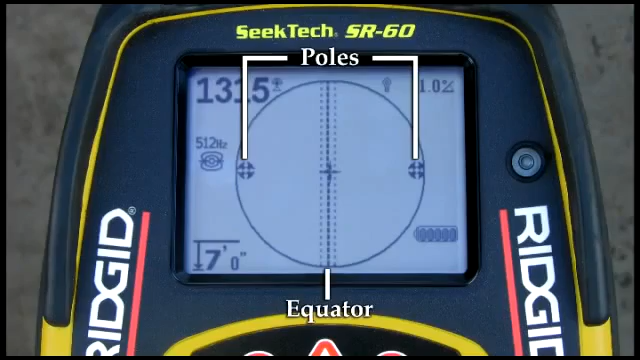 SeekTech® SR-60
Poles
1315
1.0%
512Hz
7' 0"
Equator
RIDGID®
RIDGID